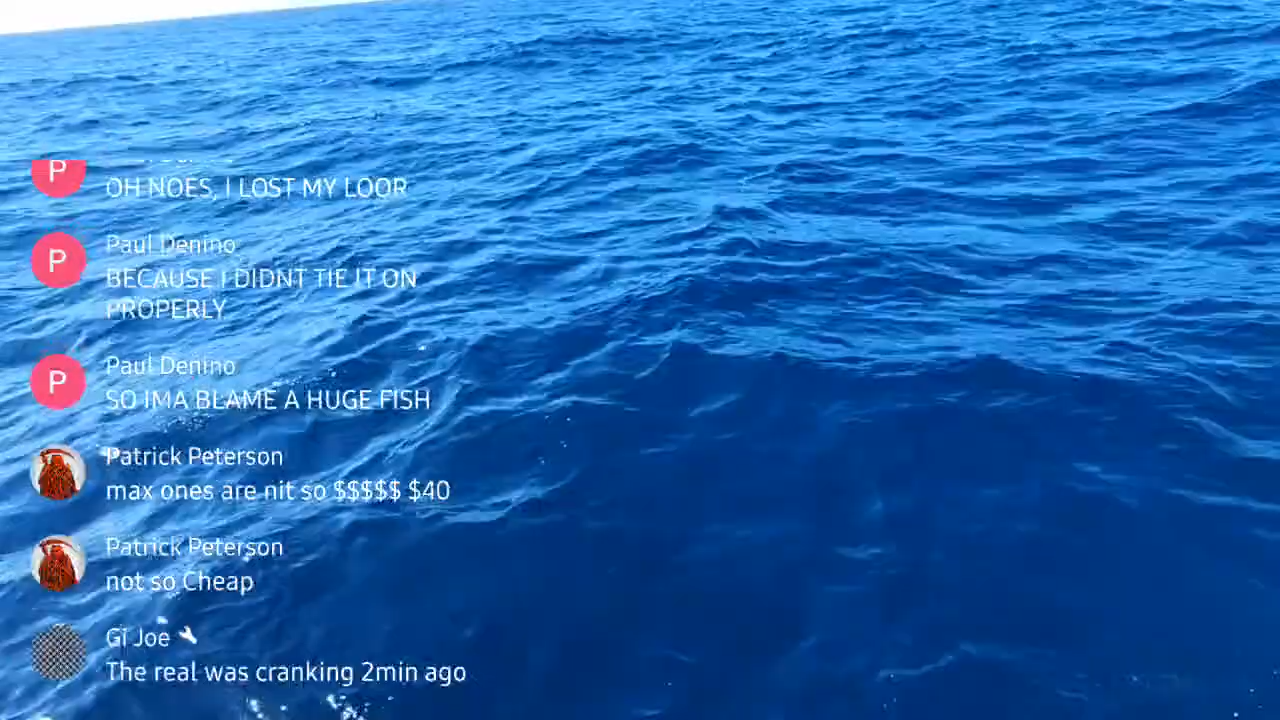 P
OH NOES, I LOST MY LOOR
P
Paul Denino
BECAUSE I DIDNT TIE IT ON
PROPERLY
P
Paul Denino
SO IMA BLAME A HUGE FISH
Patrick Peterson
max ones are nit so $$$$$ $40
Patrick Peterson
not so Cheap
Gi Joe
The real was cranking 2min ago